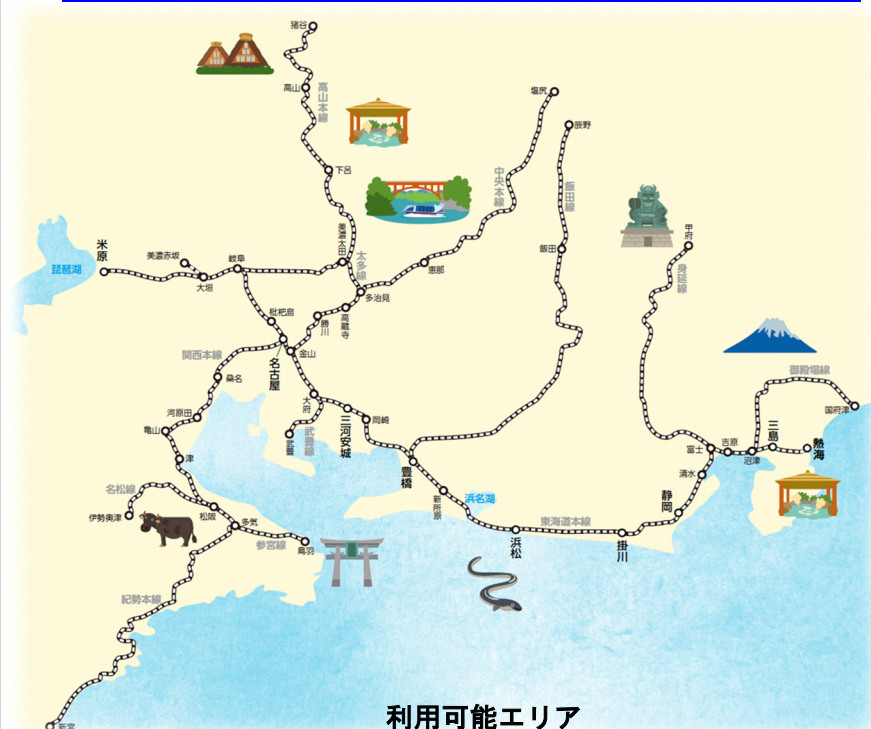 猪谷
高山
高山本線
塩尻
辰野
下呂
中央本線
飯田線
甲府
美濃太田
米原
琵琶湖
美濃赤坂
岐阜
太多線
恵那
飯田
身延線
大垣
多治見
枇杷島
勝川
高蔵寺
関西本線
名古屋
金山
御殿場線
桑名
大府
国府津
河原田
亀山
武豊
武豊線
三河安城
岡崎
三島
熱海
富士
吉原
沼津
津
豊橋
清水
名松線
新所原
浜名湖
静岡
伊勢奥津
松阪
多気
東海道本線
参宮線
鳥羽
浜松
掛川
紀勢本線
利用可能エリア
新宮